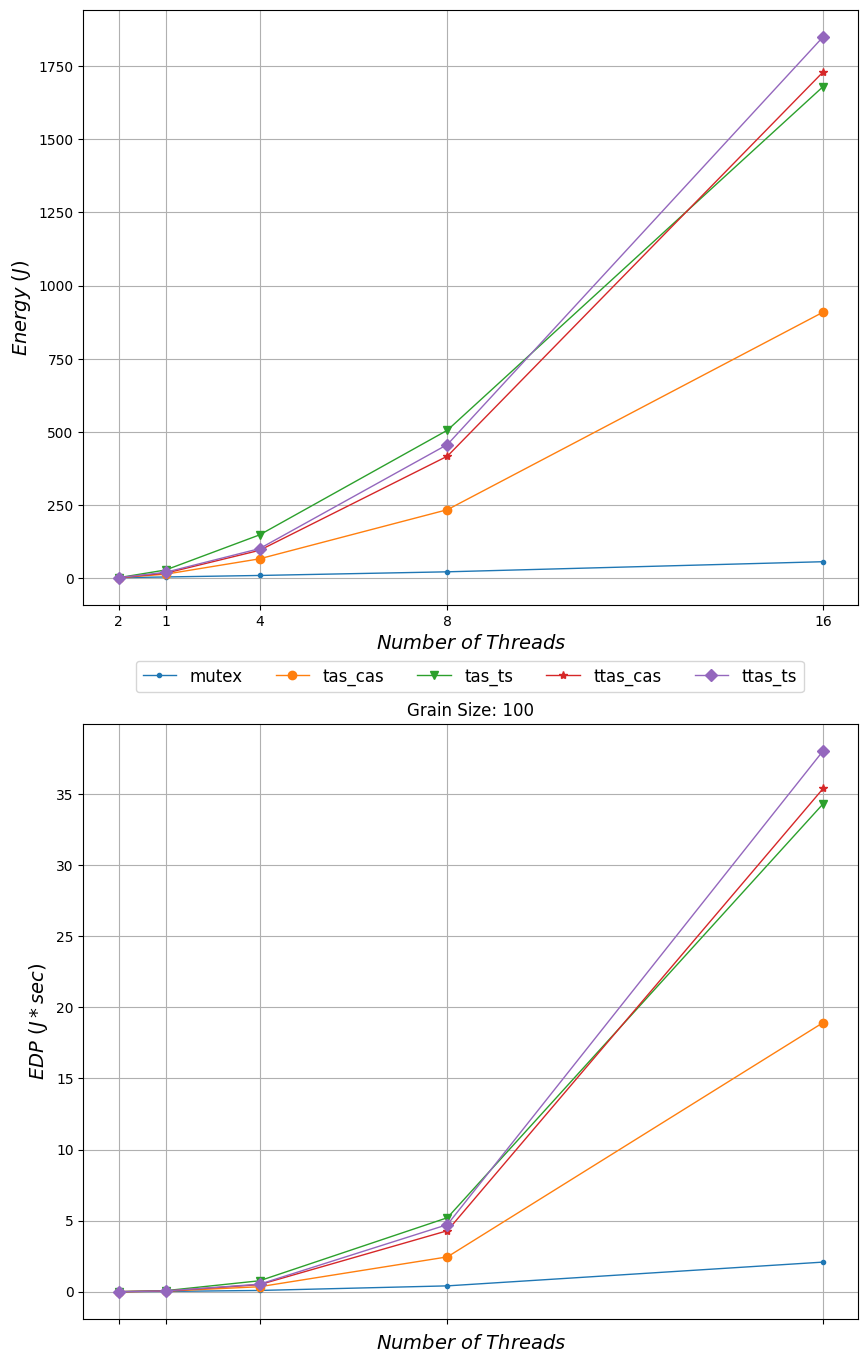 1750
1500
1250
1000
750
500
250
0
Energy (J)
2 1 4 8 16
Number of Threads
mutex tas_cas tas_ts ttas_cas ttas_ts
Grain Size: 100
35
30
25
20
15
10
5
0
EDP (J * sec)
Number of Threads